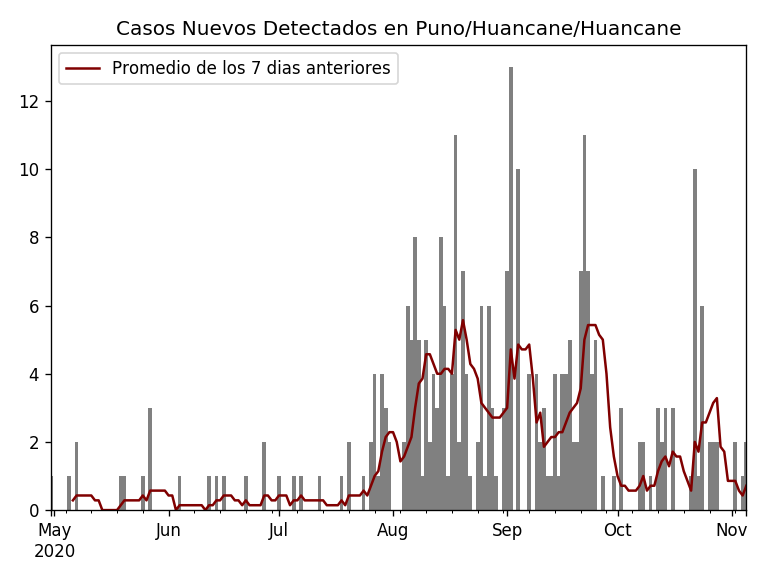 Casos Nuevos Detectados en Puno/Huancane/Huancane
Promedio de los 7 dias anteriores
12
10
8
6
4
2
0
May Jun Jul Aug Sep Oct Nov
2020